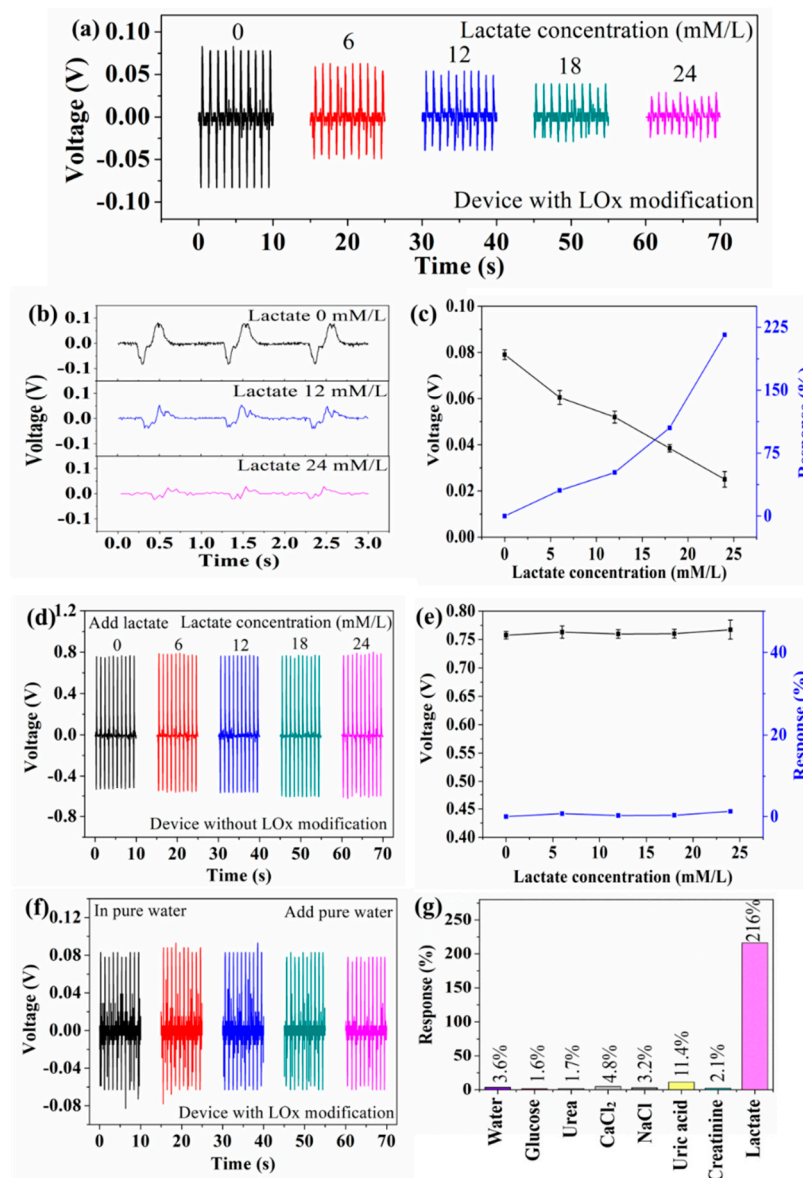 (a)
Lactate concentration (mM/L)
0 6 12 18 24
0.10
0.05
0.00
-0.05
-0.10
Voltage (V)
Device with LOx modification
0 10 20 30 40 50 60 70
Time (s)
(b)
Lactate 0 mM/L
0.1
0.0
-0.1
Lactate 12 mM/L
0.1
0.0
-0.1
Lactate 24 mM/L
0.1
0.0
-0.1
Voltage (V)
0.0 0.5 1.0 1.5 2.0 2.5 3.0
Time (s)
(c)
0.10
0.08
0.06
0.04
0.02
0.00
Voltage (V)
225
150
75
0
Response (%)
0 5 10 15 20 25
Lactate concentration (mM/L)
(d)
Add lactate Lactate concentration (mM/L)
0 6 12 18 24
1.2
0.8
0.4
0.0
-0.4
-0.8
Voltage (V)
Device without LOx modification
0 10 20 30 40 50 60 70
Time (s)
(e)
0.80
0.75
0.70
0.65
0.60
0.55
0.50
0.45
0.40
Voltage (V)
40
20
0
Response (%)
0 5 10 15 20 25
Lactate concentration (mM/L)
(f)
In pure water Add pure water
0.12
0.08
0.04
0.00
-0.04
-0.08
Voltage (V)
Device with LOx modification
0 10 20 30 40 50 60 70
Time (s)
(g)
250
200
150
100
50
0
Response (%)
3.6% 1.6% 1.7% 4.8% 3.2% 11.4% 2.1% 216%
Water Glucose Urea CaCl₂ NaCl Uric acid Creatinine Lactate